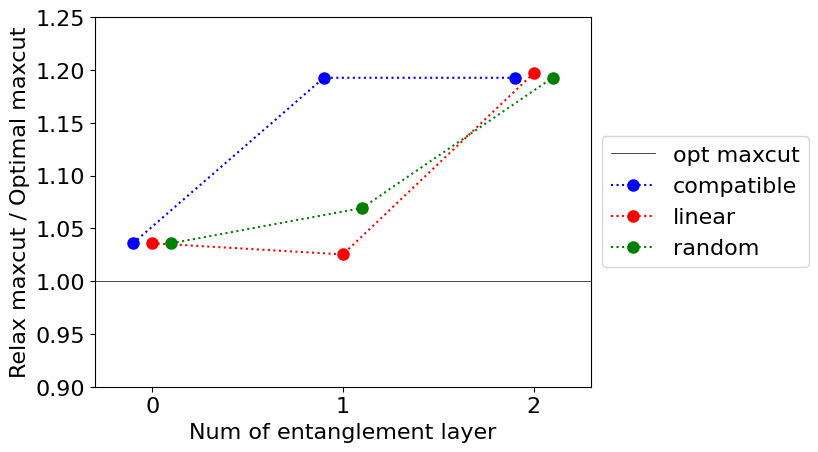 1.25
1.20
1.15
1.10
1.05
1.00
0.95
0.90
Relax maxcut / Optimal maxcut
0 1 2
Num of entanglement layer
opt maxcut
compatible
linear
random